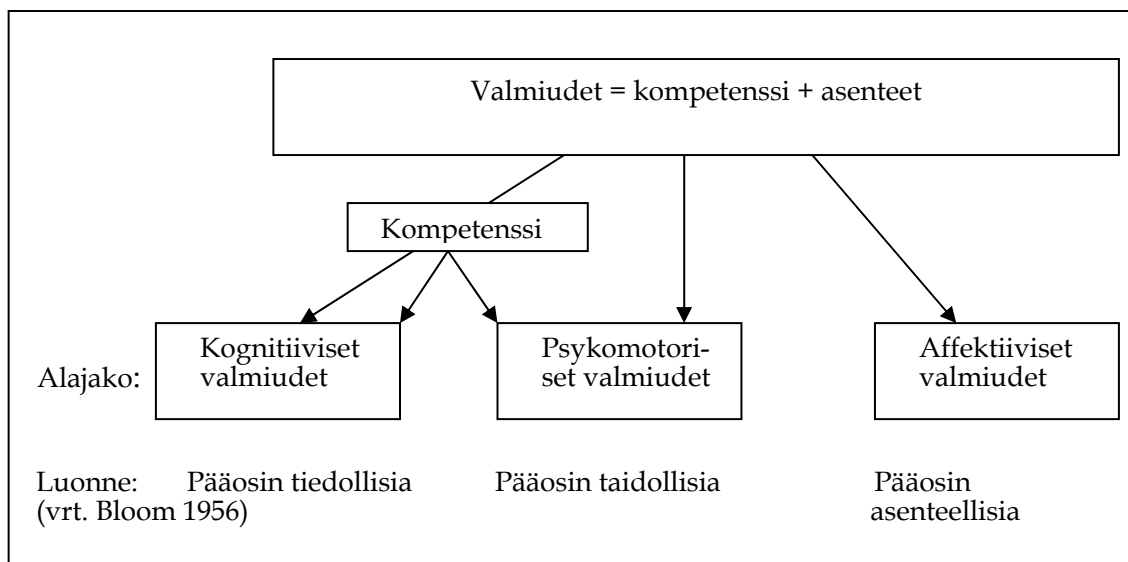 Valmiudet = kompetenssi + asenteet
Kompetenssi
Alajako:
Kognitiiviset
valmiudet
Psykomotori-
set valmiudet
Affektiiviset
valmiudet
Luonne:
(vrt. Bloom 1956)
Pääosin tiedollisia
Pääosin taidollisia
Pääosin
asenteellisia